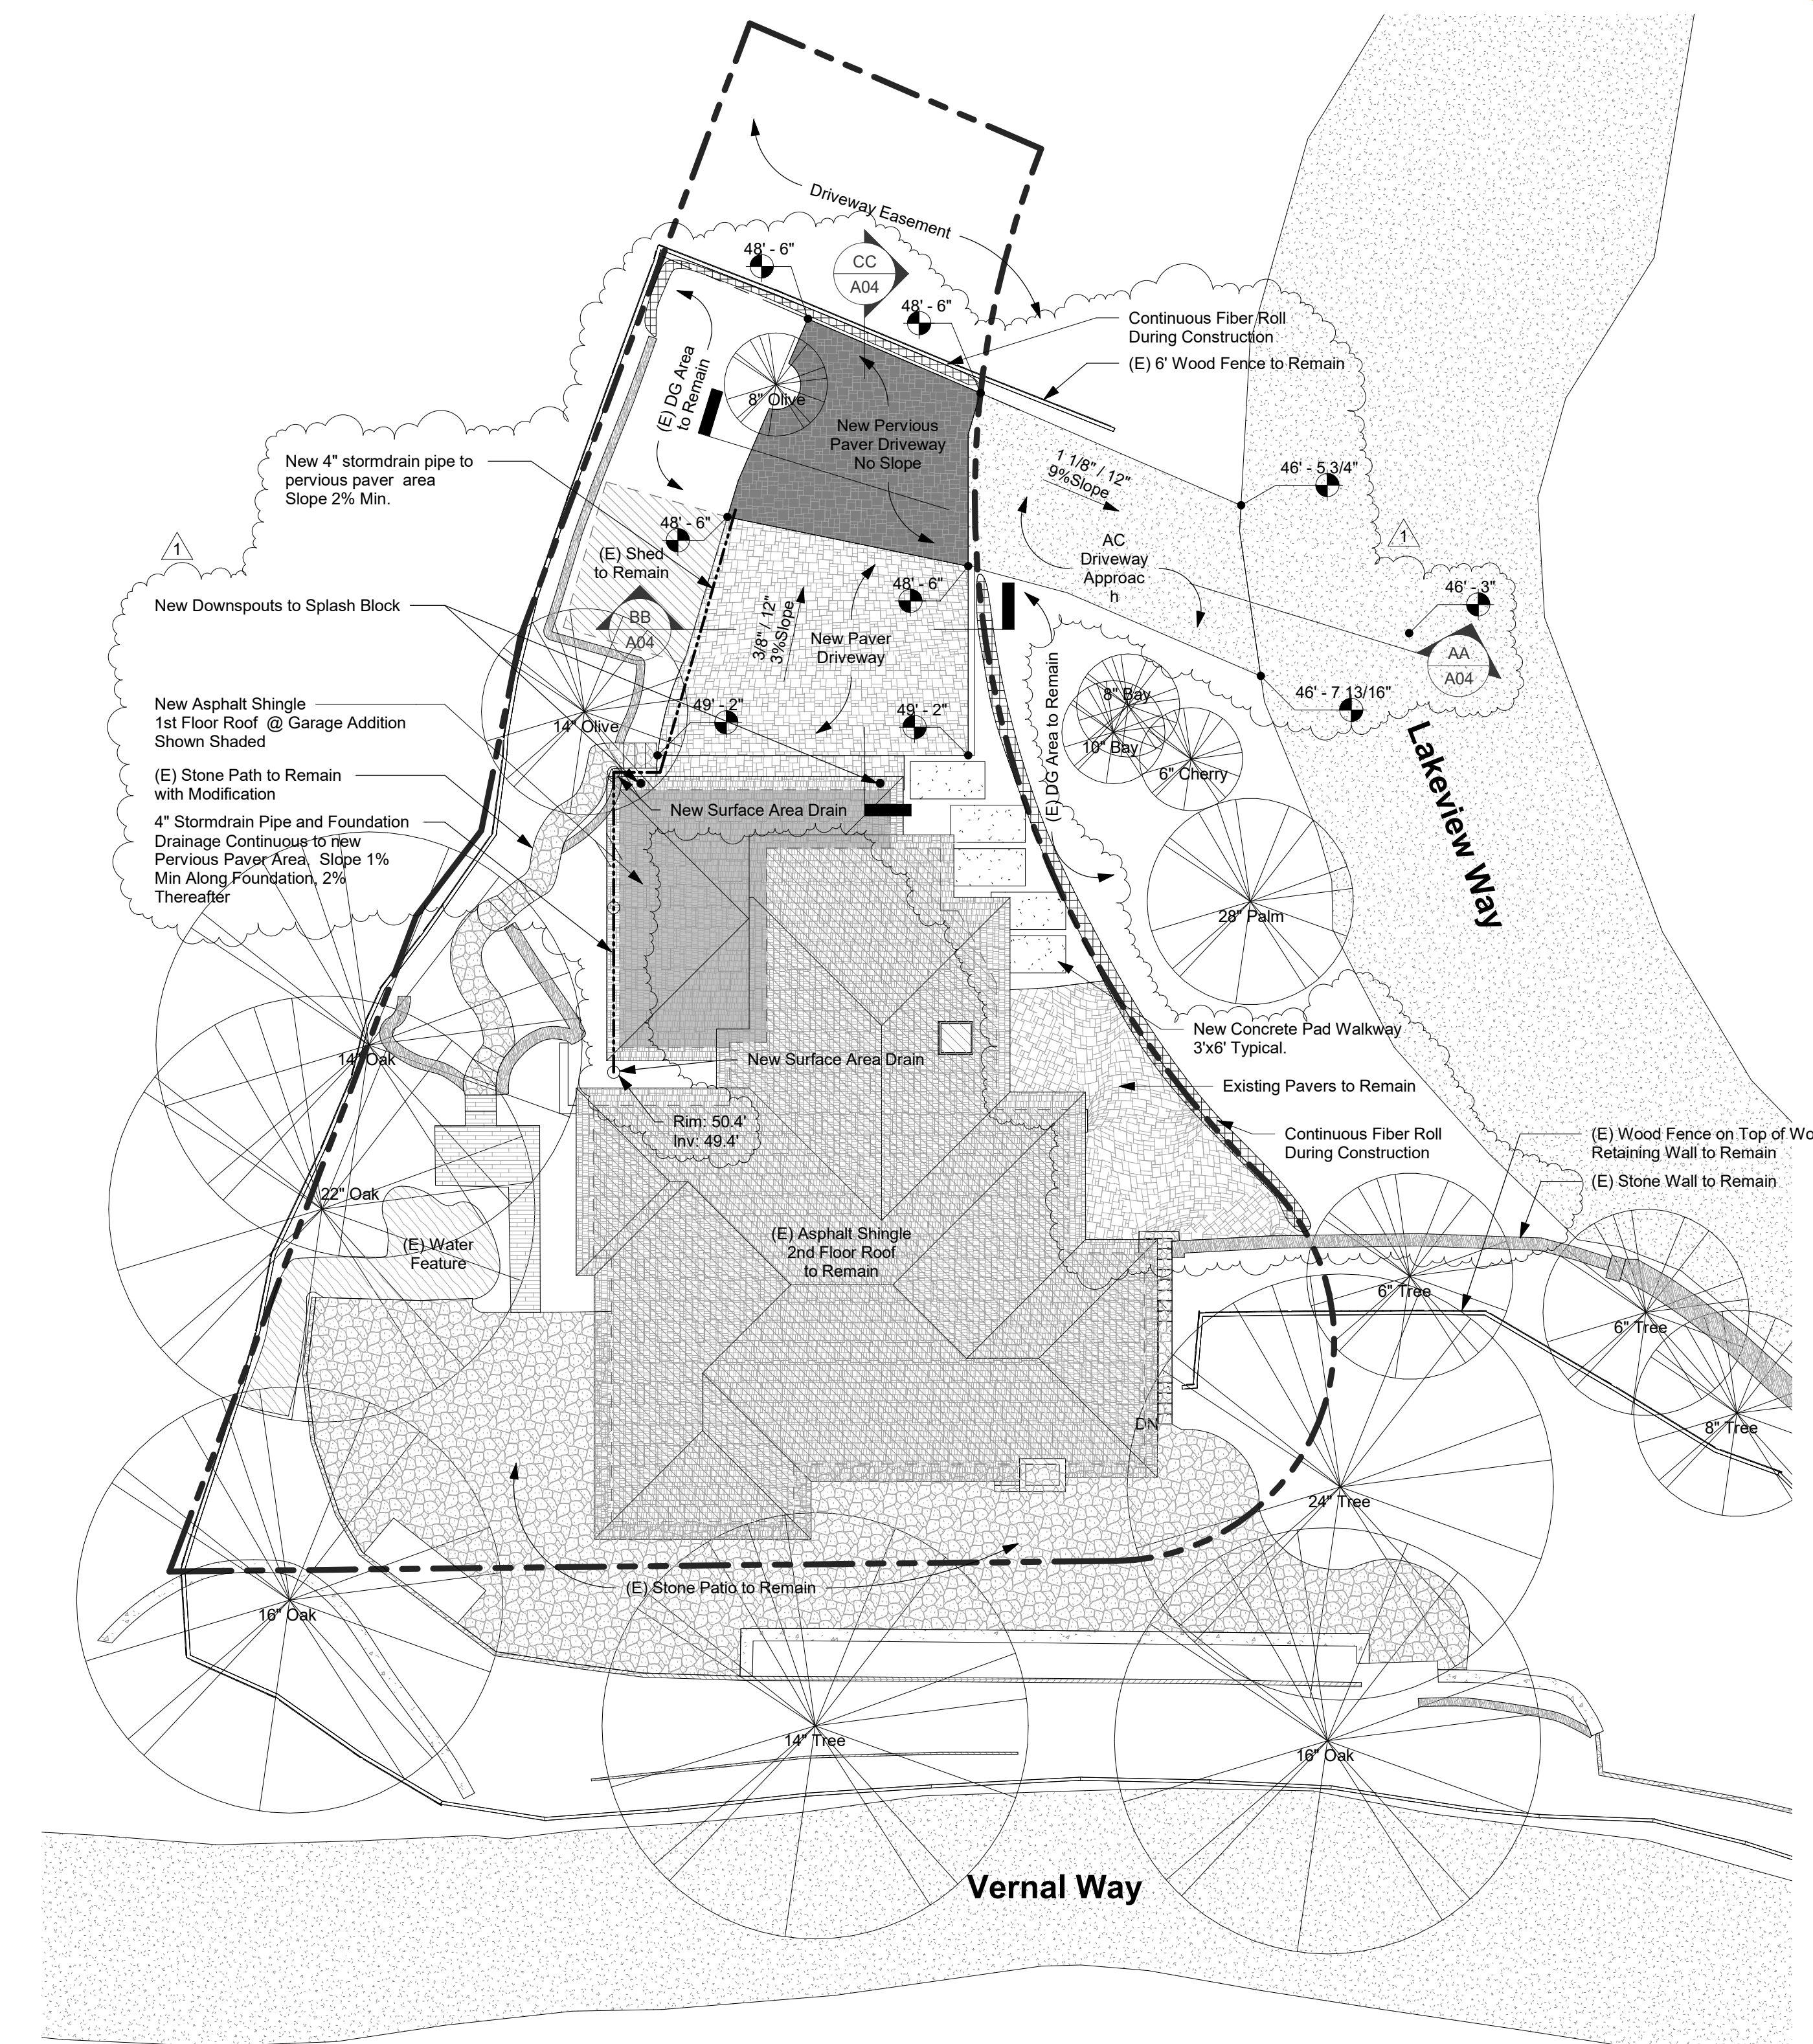 Driveway Easement
48' - 6"
CC
A04
48' - 6"
Continuous Fiber Roll
During Construction
(E) 6' Wood Fence to Remain
(E) DG Area
to Remain
8" Olive
New Pervious
Paver Driveway
No Slope
New 4" stormdrain pipe to
pervious paver area
Slope 2% Min.
1 1/8" / 12"
9%Slope
46' - 5 3/4"
48' - 6"
1
(E) Shed
to Remain
AC
Driveway
Approac
h
1
48' - 6"
46' - 3"
New Downspouts to Splash Block
BB
A04
3/8" / 12"
3%Slope
New Paver
Driveway
AA
A04
(E) DG Area to Remain
8" Bay
46' - 7 13/16"
New Asphalt Shingle
1st Floor Roof @ Garage Addition
Shown Shaded
14" Olive
49' - 2"
49' - 2"
10" Bay
6" Cherry
Lakeview Way
(E) Stone Path to Remain
with Modification
New Surface Area Drain
4" Stormdrain Pipe and Foundation
Drainage Continuous to new
Pervious Paver Area. Slope 1%
Min Along Foundation, 2%
Thereafter
28" Palm
New Concrete Pad Walkway
3'x6' Typical.
14" Oak
New Surface Area Drain
Existing Pavers to Remain
Rim: 50.4'
Inv: 49.4'
Continuous Fiber Roll
During Construction
(E) Wood Fence on Top of Wo
Retaining Wall to Remain
(E) Stone Wall to Remain
22" Oak
(E) Water
Feature
(E) Asphalt Shingle
2nd Floor Roof
to Remain
6" Tree
6" Tree
DN
8" Tree
24" Tree
(E) Stone Patio to Remain
16" Oak
14" Tree
16" Oak
Vernal Way